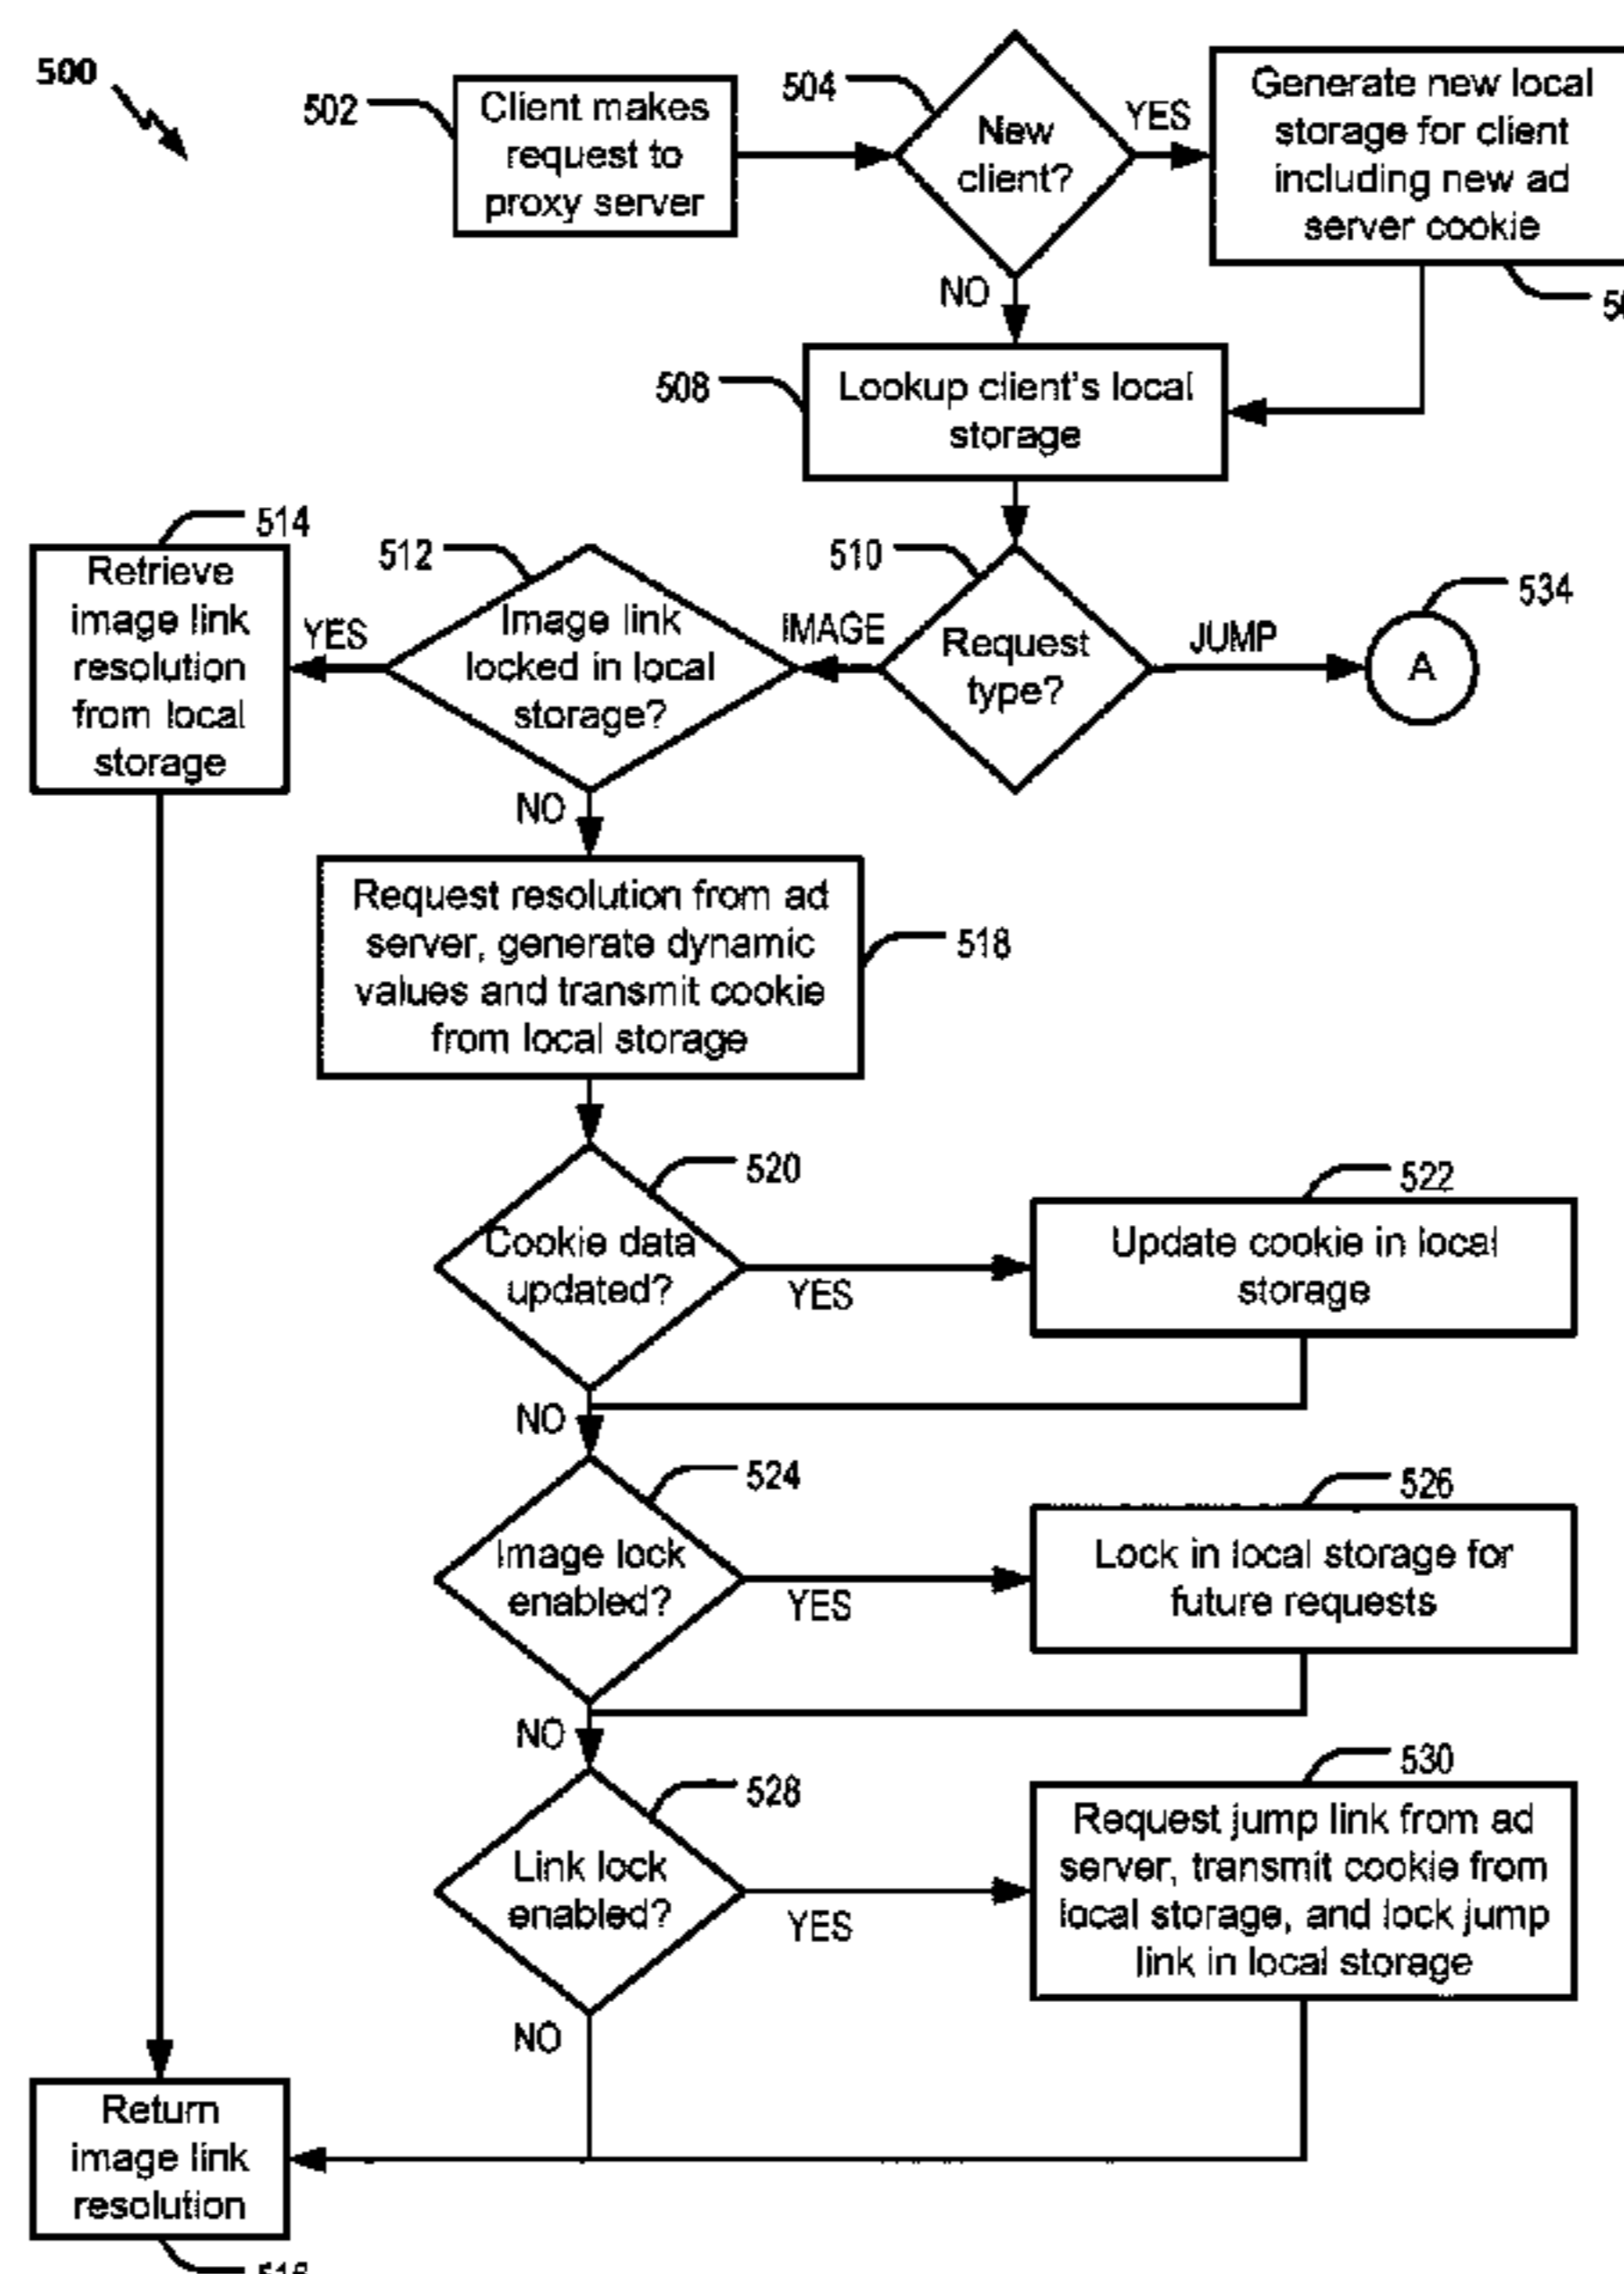 500
502
Client makes
request to
proxy server
504
New
client?
YES
Generate new local
storage for client
including new ad
server cookie
NO
508
Lookup client's local
storage
514
Retrieve
image link
resolution
from local
storage
YES
512
Image link
locked in local
storage?
IMAGE
510
Request
type?
JUMP
534
A
NO
Request resolution from ad
server, generate dynamic
values and transmit cookie
from local storage
518
520
Cookie data
updated?
YES
522
Update cookie in local
storage
NO
524
Image lock
enabled?
YES
526
Lock in local storage for
future requests
NO
528
Link lock
enabled?
YES
530
Request jump link from ad
server, transmit cookie from
local storage, and lock jump
link in local storage
NO
Return
image link
resolution